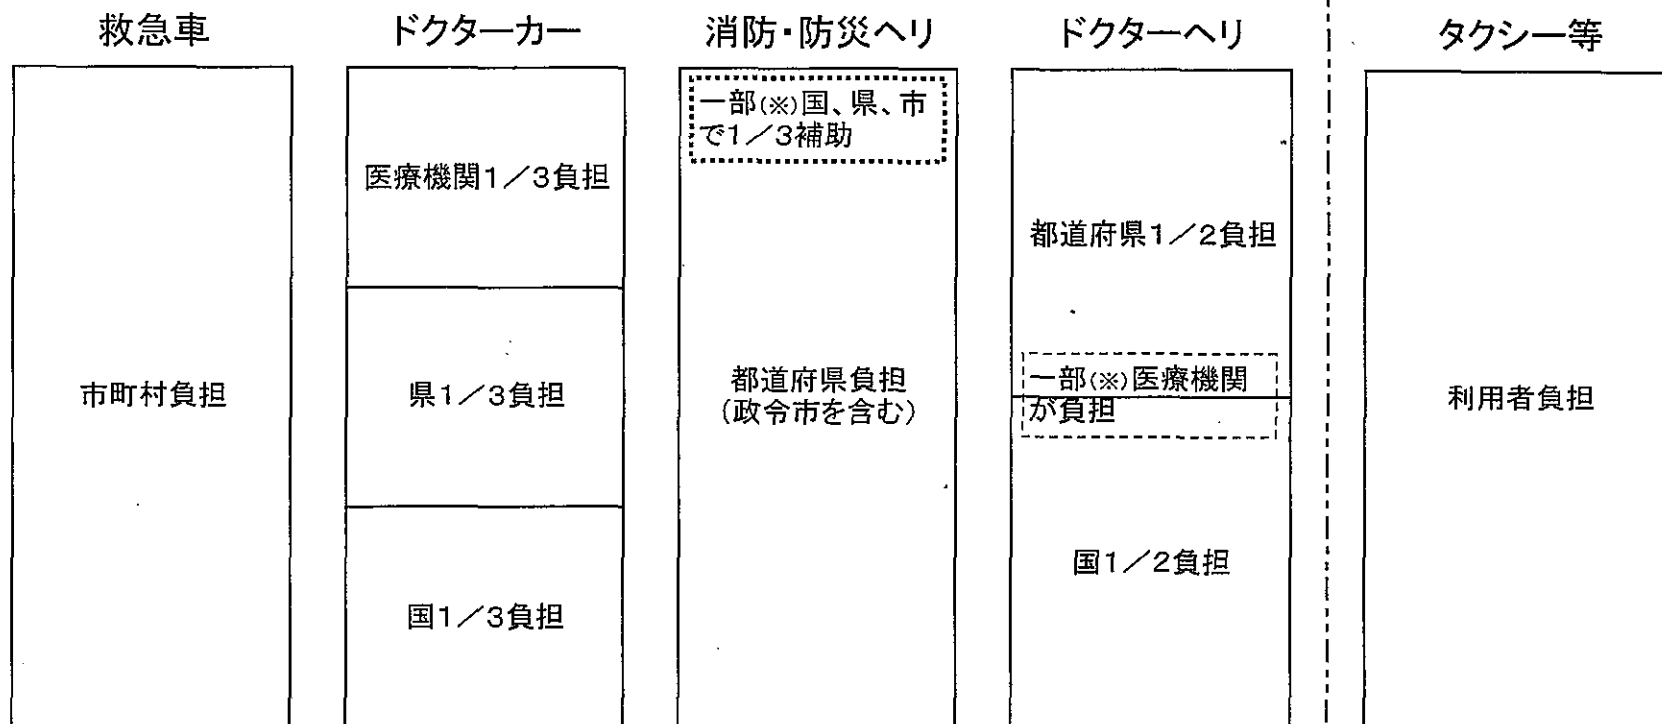 救急車
ドクターカー
消防・防災ヘリ
ドクターヘリ
タクシー等
市町村負担
医療機関1／3負担
県1／3負担
国1／3負担
一部(※)国、県、市
で1／3補助
都道府県負担
(政令市を含む)
都道府県1／2負担
一部(※)医療機関
が負担
国1／2負担
利用者負担